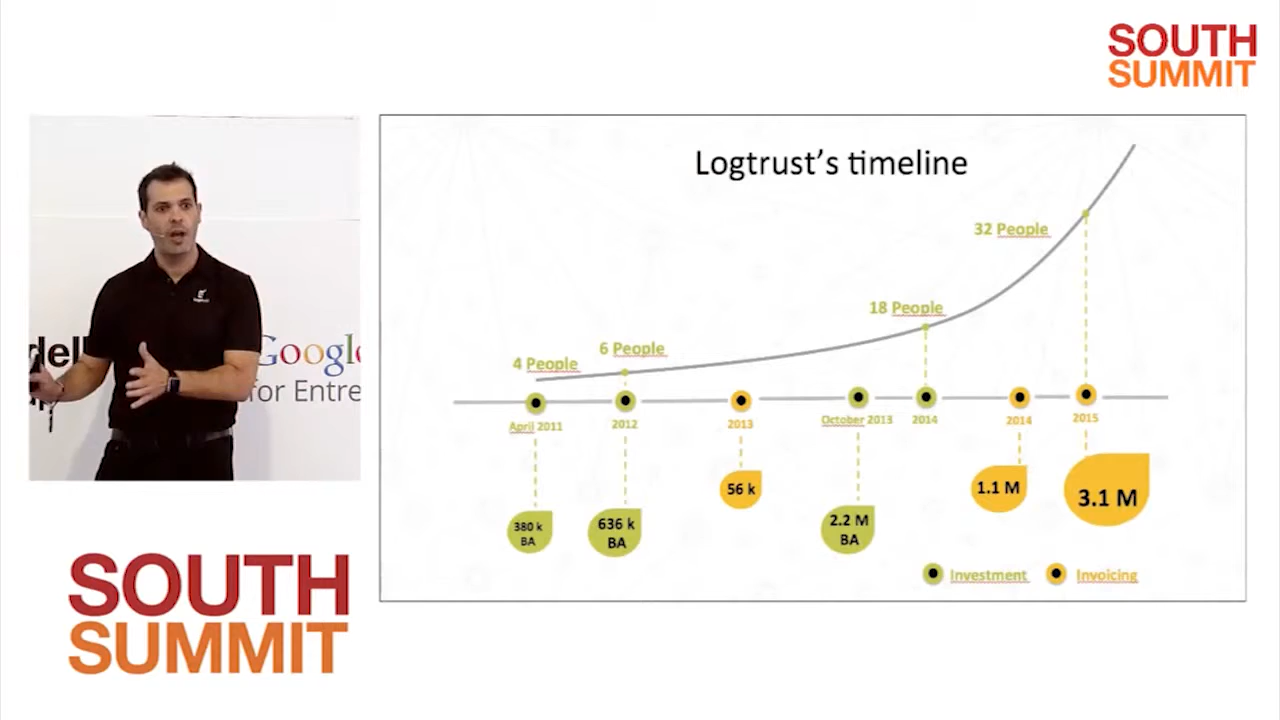 SOUTH
SUMMIT
Logtrust's timeline
32 People
18 People
6 People
4 People
April 2011
2012
2013
October 2013
2014
2014
2015
56 k
1.1 M
3.1 M
380 k
BA
636 k
BA
2.2 M
BA
Investment
Invoicing
Google
for Entre
SOUTH
SUMMIT